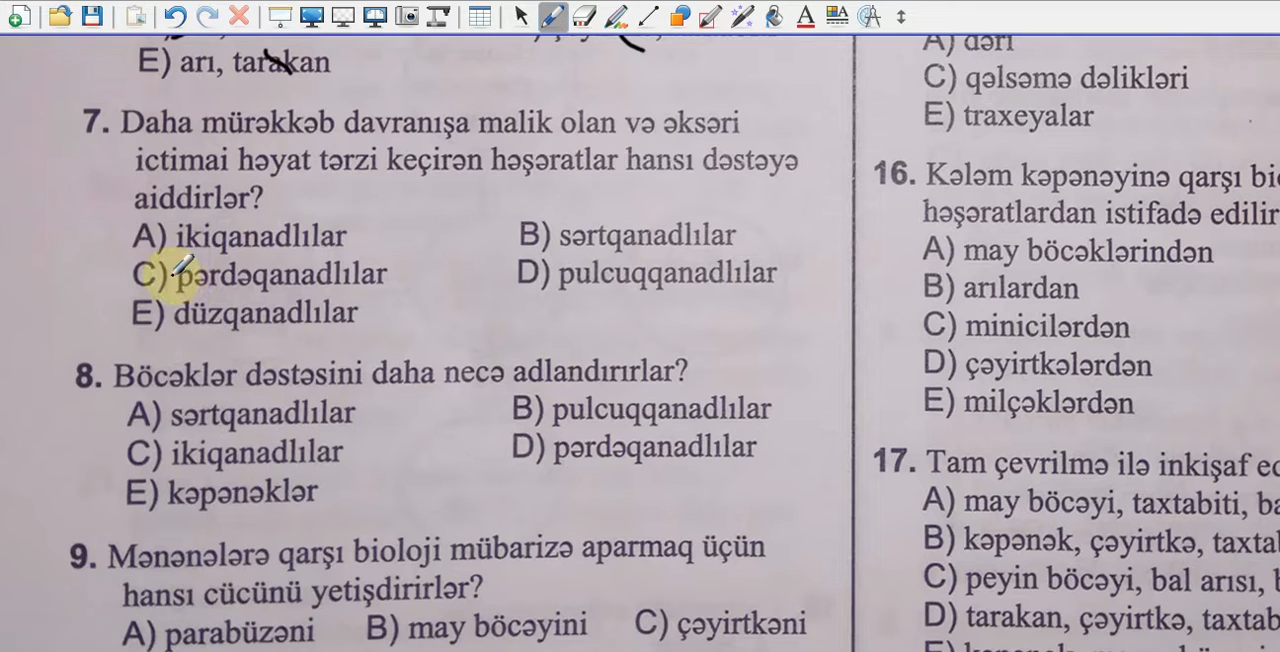 E) arı, tarakan
7. Daha mürəkkəb davranışa malik olan və əksəri
ictimai həyat tərzi keçirən həşəratlar hansı dəstəyə
aiddirlər?
A) ikiqanadlılar
B) sərtqanadlılar
C) pərdəqanadlılar
D) pulcuqqanadlılar
E) düzqanadlılar
8. Böcəklər dəstəsini daha necə adlandırırlar?
A) sərtqanadlılar
B) pulcuqqanadlılar
C) ikiqanadlılar
D) pərdəqanadlılar
E) kəpənəklər
9. Mənənələrə qarşı bioloji mübarizə aparmaq üçün
hansı cücünü yetişdirirlər?
A) parabüzəni B) may böcəyini C) çəyirtkəni
A) dəri
C) qəlsəmə dəlikləri
E) traxeyalar
16. Kələm kəpənəyinə qarşı
həşəratlardan istifadə edilir
A) may böcəklərindən
B) arılardan
C) minicilərdən
D) çəyirtkələrdən
E) milçəklərdən
17. Tam çevrilmə ilə inkişaf
A) may böcəyi, taxtabiti,
B) kəpənək, çəyirtkə,
C) peyin böcəyi, bal arısı,
D) tarakan, çəyirtkə,